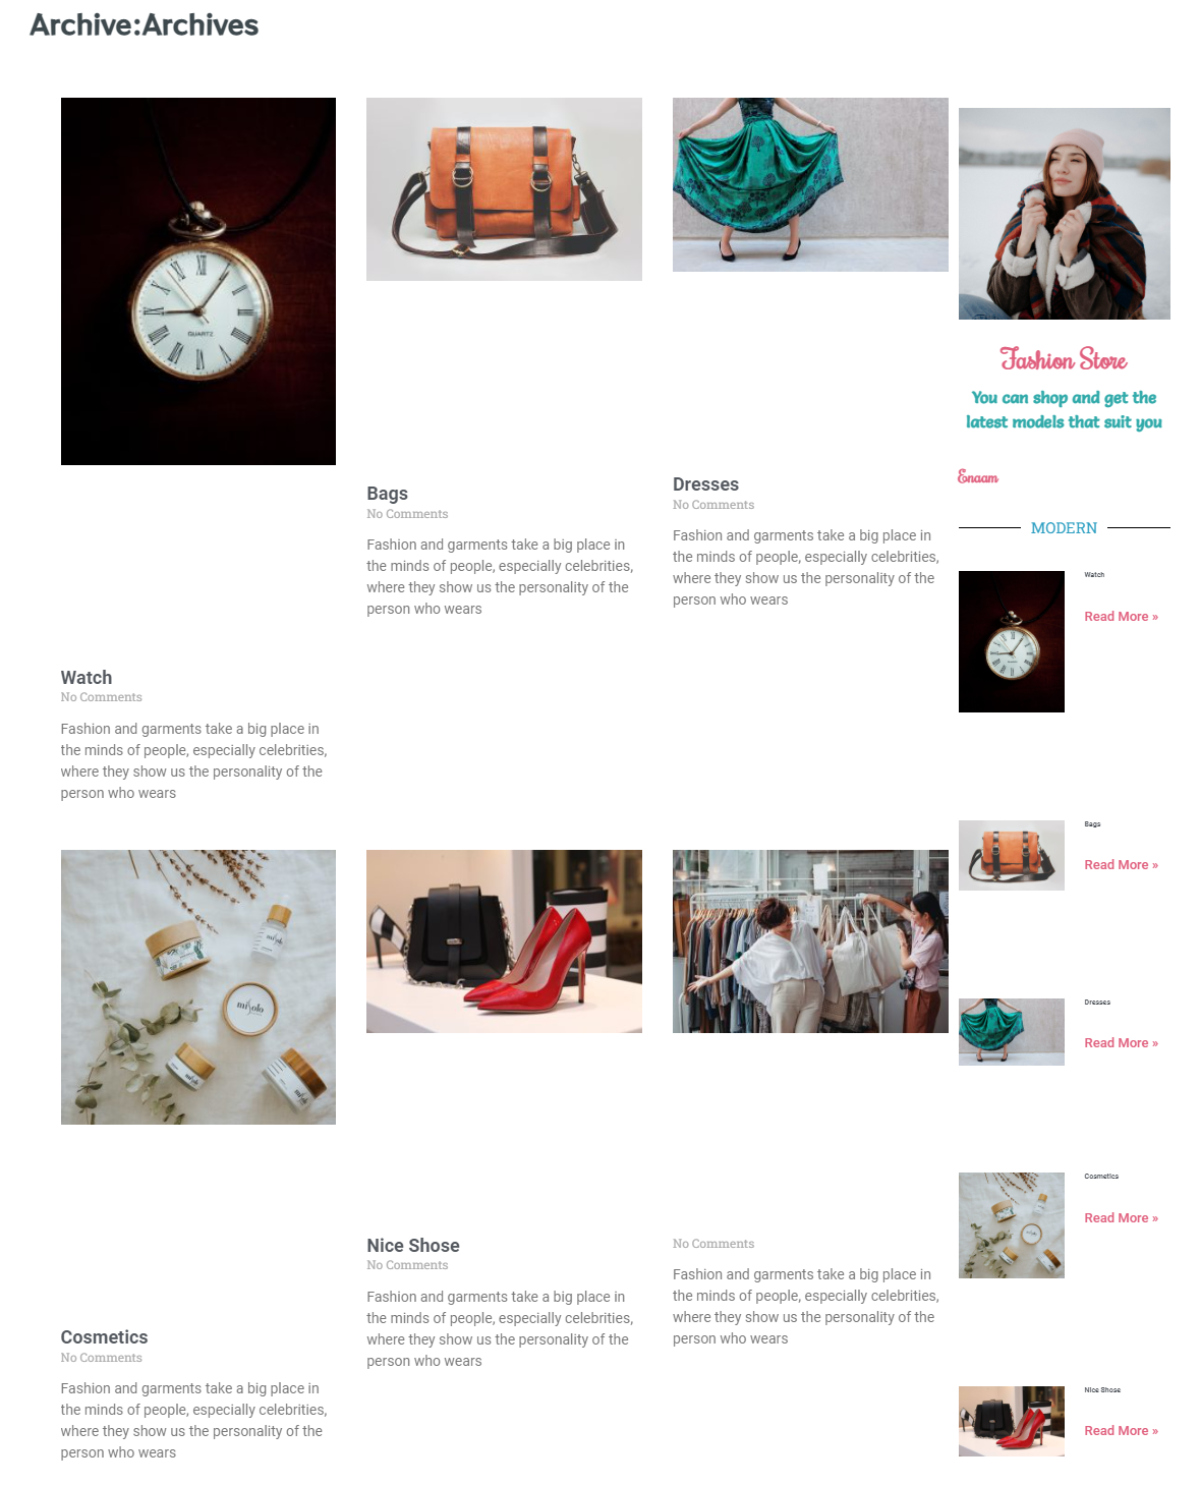 Archive:Archives
QUARTZ
Bags
No Comments
Fashion and garments take a big place in
the minds of people, especially celebrities,
where they show us the personality of the
person who wears
Dresses
No Comments
Fashion and garments take a big place in
the minds of people, especially celebrities,
where they show us the personality of the
person who wears
Watch
No Comments
Fashion and garments take a big place in
the minds of people, especially celebrities,
where they show us the personality of the
person who wears
Nice Shose
No Comments
Fashion and garments take a big place in
the minds of people, especially celebrities,
where they show us the personality of the
person who wears
No Comments
Fashion and garments take a big place in
the minds of people, especially celebrities,
where they show us the personality of the
person who wears
Cosmetics
No Comments
Fashion and garments take a big place in
the minds of people, especially celebrities,
where they show us the personality of the
person who wears
Fashion Store
You can shop and get the
latest models that suit you
Enaam
MODERN
Watch
Read More »
Bags
Read More »
Dresses
Read More »
Cosmetics
Read More »
Nice Shose
Read More »